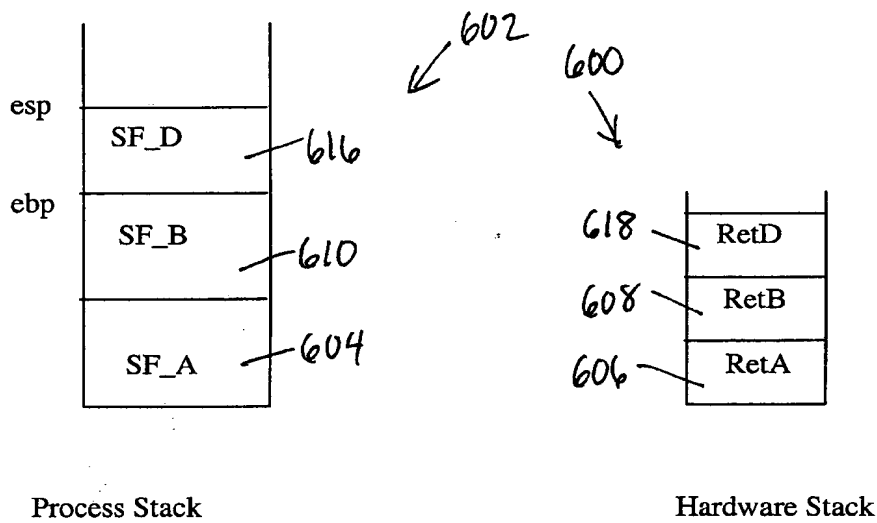 602
600
esp
SF_D
616
ebp
618
RetD
SF_B
610
608
RetB
604
SF_A
606
RetA
Process Stack
Hardware Stack